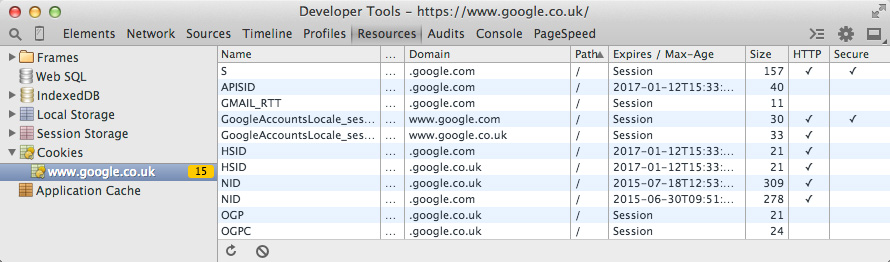 Developer Tools – https://www.google.co.uk/
Elements Network Sources Timeline Profiles Resources Audits Console PageSpeed
Frames
Web SQL
IndexedDB
Local Storage
Session Storage
Cookies
www.google.co.uk 15
Application Cache
Name ... Domain Path▲ Expires / Max-Age Size HTTP Secure
S ... .google.com / Session 157 ✓ ✓
APISID ... .google.com / 2017-01-12T15:33:... 40
GMAIL_RTT ... .google.com / Session 11
GoogleAccountsLocale_ses... ... www.google.com / Session 30 ✓ ✓
GoogleAccountsLocale_ses... ... www.google.co.uk / Session 33 ✓
HSID ... .google.com / 2017-01-12T15:33:... 21 ✓
HSID ... .google.co.uk / 2017-01-12T15:33:... 21 ✓
NID ... .google.co.uk / 2015-07-18T12:53:... 309 ✓
NID ... .google.com / 2015-06-30T09:51:... 278 ✓
OGP ... .google.co.uk / Session 21
OGPC ... .google.co.uk / Session 24